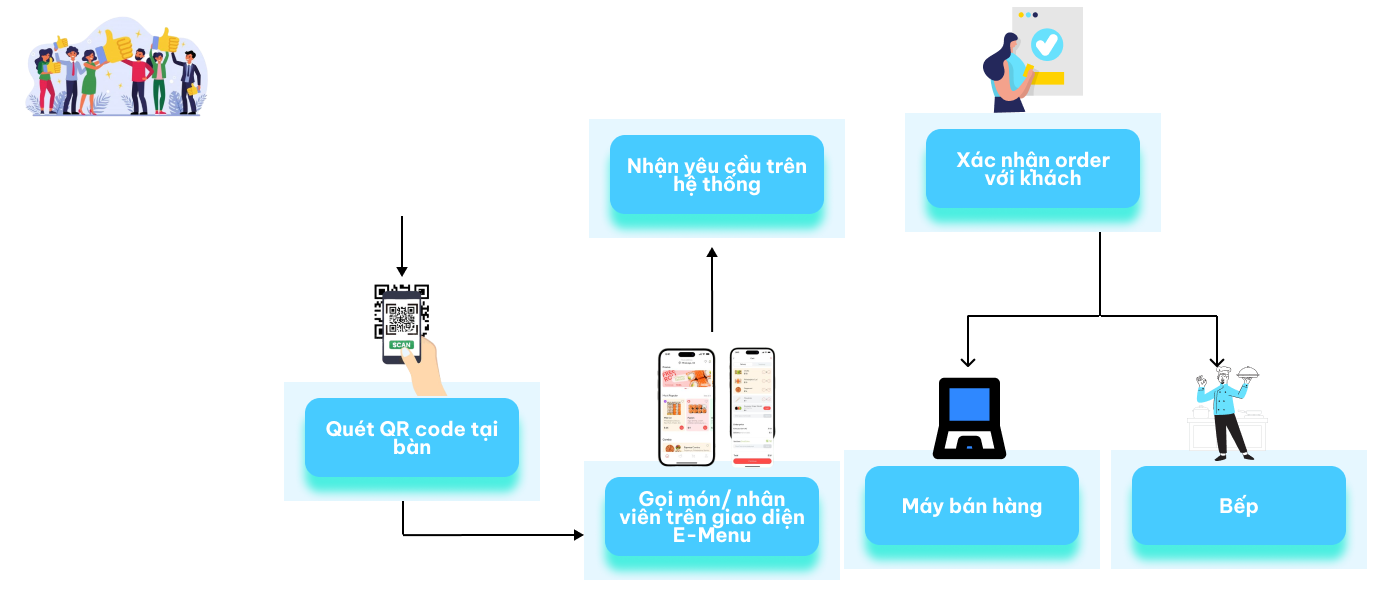 Xác nhận order
với khách
Nhận yêu cầu trên
hệ thống
SCAN
Quét QR code tại
bàn
Gọi món/ nhân
viên trên giao diện
E-Menu
Máy bán hàng
Bếp